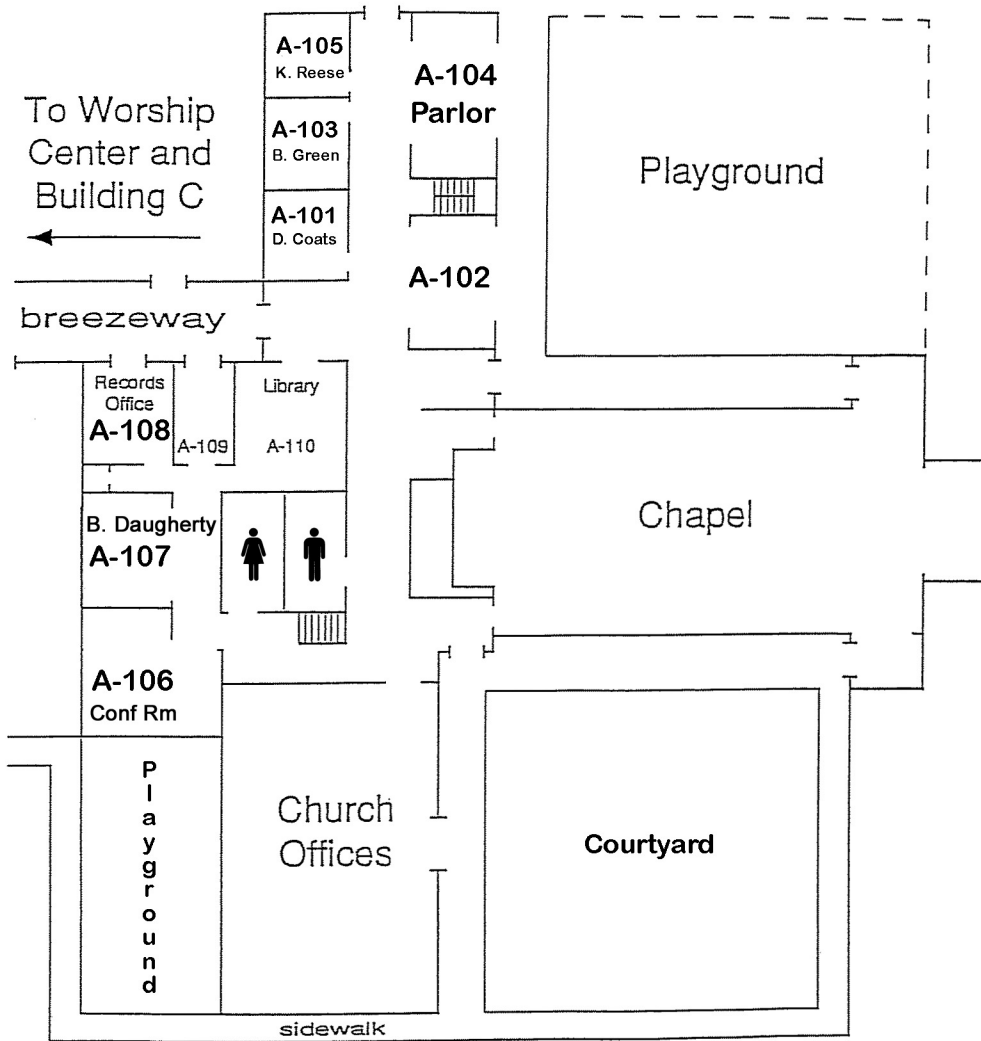 A-105
K. Reese
A-104
Parlor
To Worship
Center and
Building C
A-103
B. Green
Playground
A-101
D. Coats
A-102
breezeway
Records
Office
A-108
A-109
Library
A-110
Chapel
B. Daugherty
A-107
A-106
Conf Rm
Playground
Church
Offices
Courtyard
sidewalk